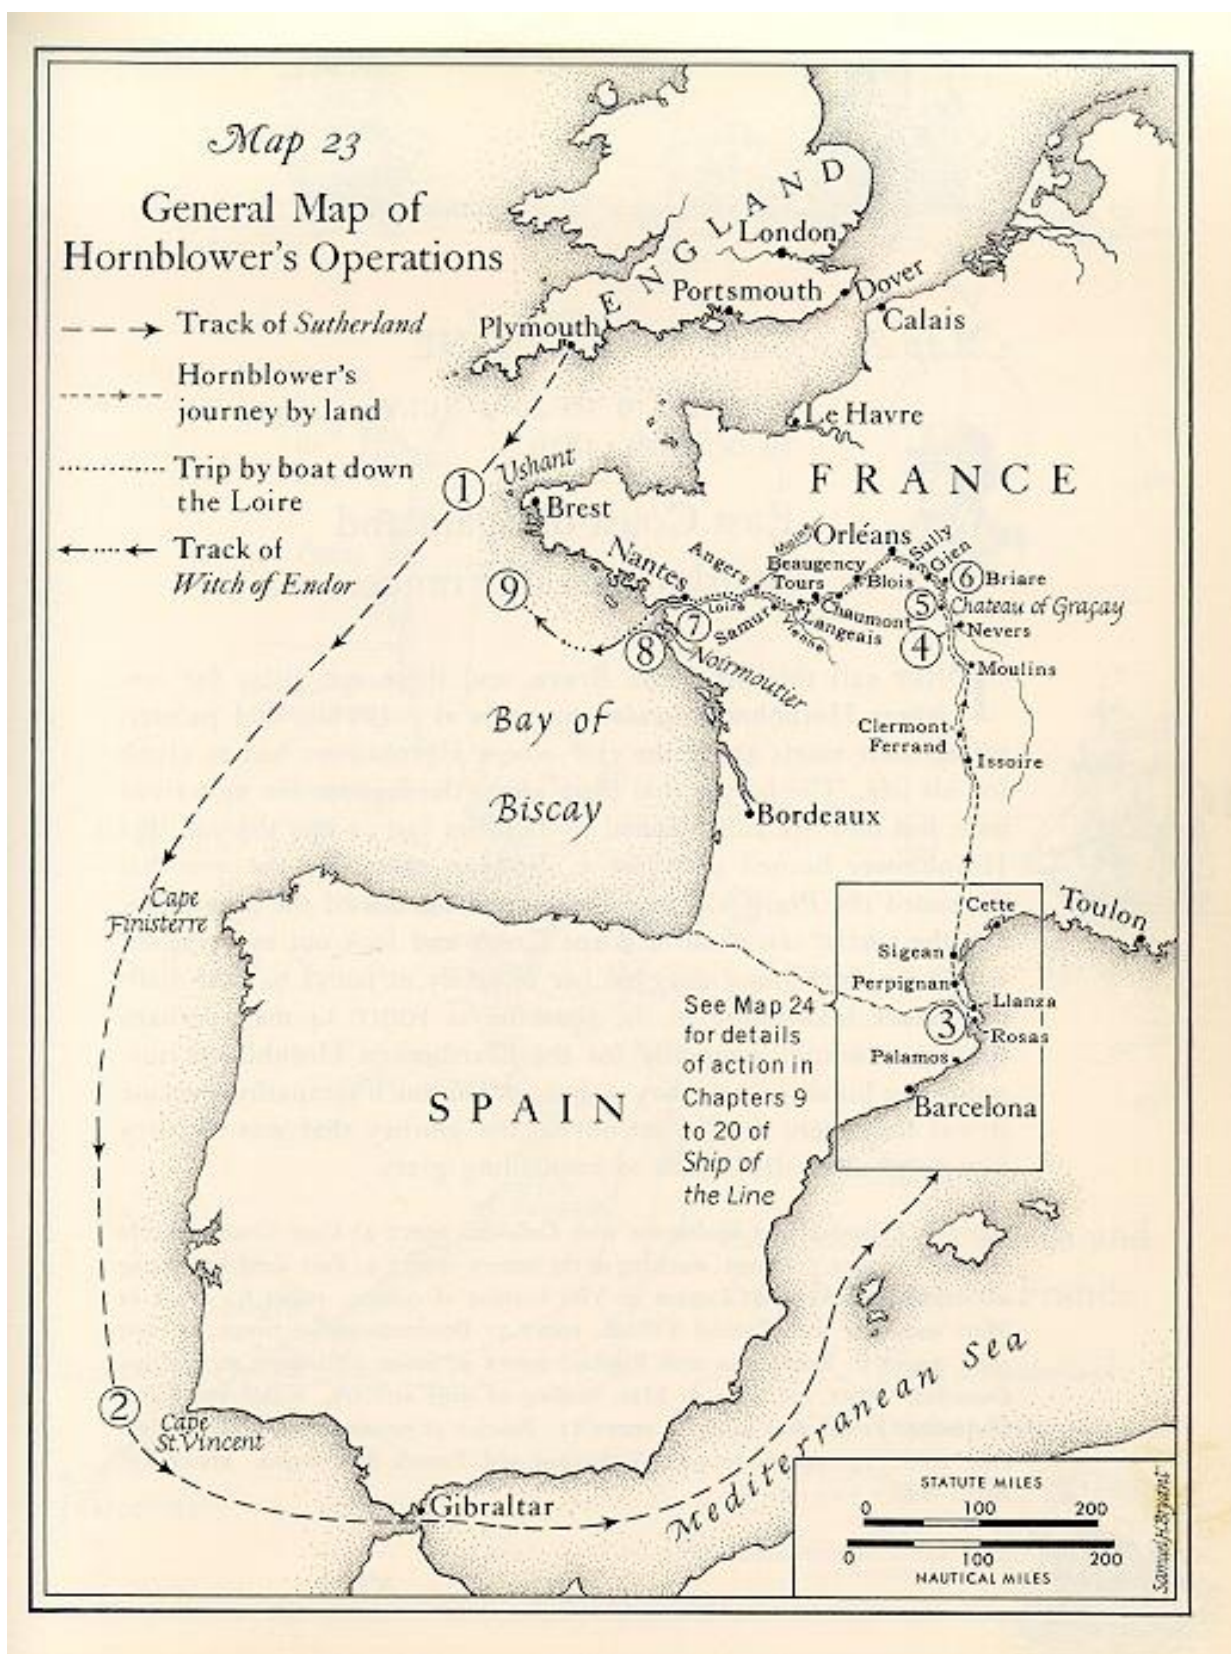 Map 23
General Map of
Hornblower's Operations
Track of Sutherland
Hornblower's
journey by land
Trip by boat down
the Loire
Track of
Witch of Endor
ENGLAND
London
Portsmouth
Dover
Plymouth
Calais
Le Havre
Ushant
1
Brest
FRANCE
Orléans
Sully
Gien
Nantes
Angers
Beaugency
Tours
Blois
6
Briare
9
Loire
Chaumont
5
Chateau of Graçay
7
Samur
Langeais
Vienne
4
Nevers
8
Noirmoutier
Moulins
Bay of
Biscay
Clermont-
Ferrand
Issoire
Bordeaux
Cape
Finisterre
Cette
Toulon
Sigean
Perpignan
See Map 24
for details
of action in
Chapters 9
to 20 of
Ship of
the Line
Llanza
3
Rosas
Palamos
Barcelona
SPAIN
2
Cape
St. Vincent
Gibraltar
Mediterranean Sea
STATUTE MILES
0 100 200
0 100 200
NAUTICAL MILES
Samuel H. Bryant